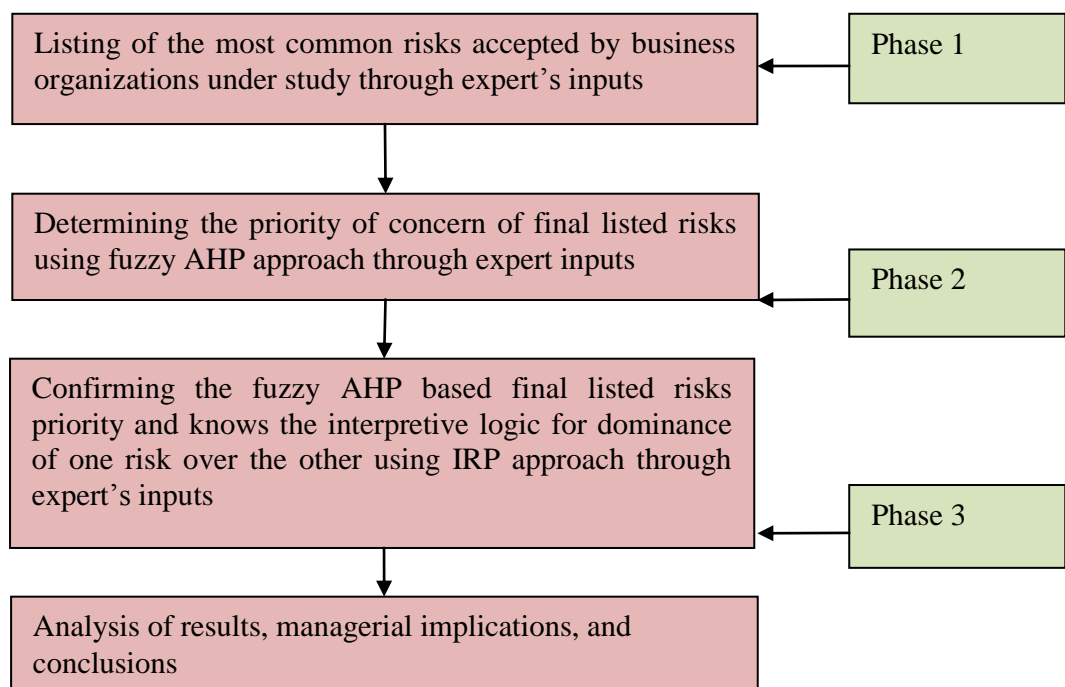 Listing of the most common risks accepted by business
organizations under study through expert’s inputs
Phase 1
Determining the priority of concern of final listed risks
using fuzzy AHP approach through expert inputs
Phase 2
Confirming the fuzzy AHP based final listed risks
priority and knows the interpretive logic for dominance
of one risk over the other using IRP approach through
expert’s inputs
Phase 3
Analysis of results, managerial implications, and
conclusions